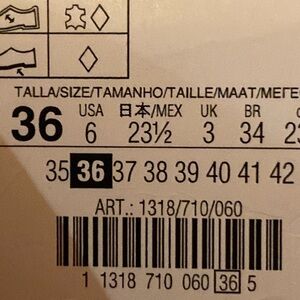 TALLA/SIZE/TAMANHO/TAILLE/MAAT/МЕГЕ
USA 日本/MEX UK BR
36 6 23½ 3 34
35 36 37 38 39 40 41 42
ART.: 1318/710/060
1 1318 710 060 36 5